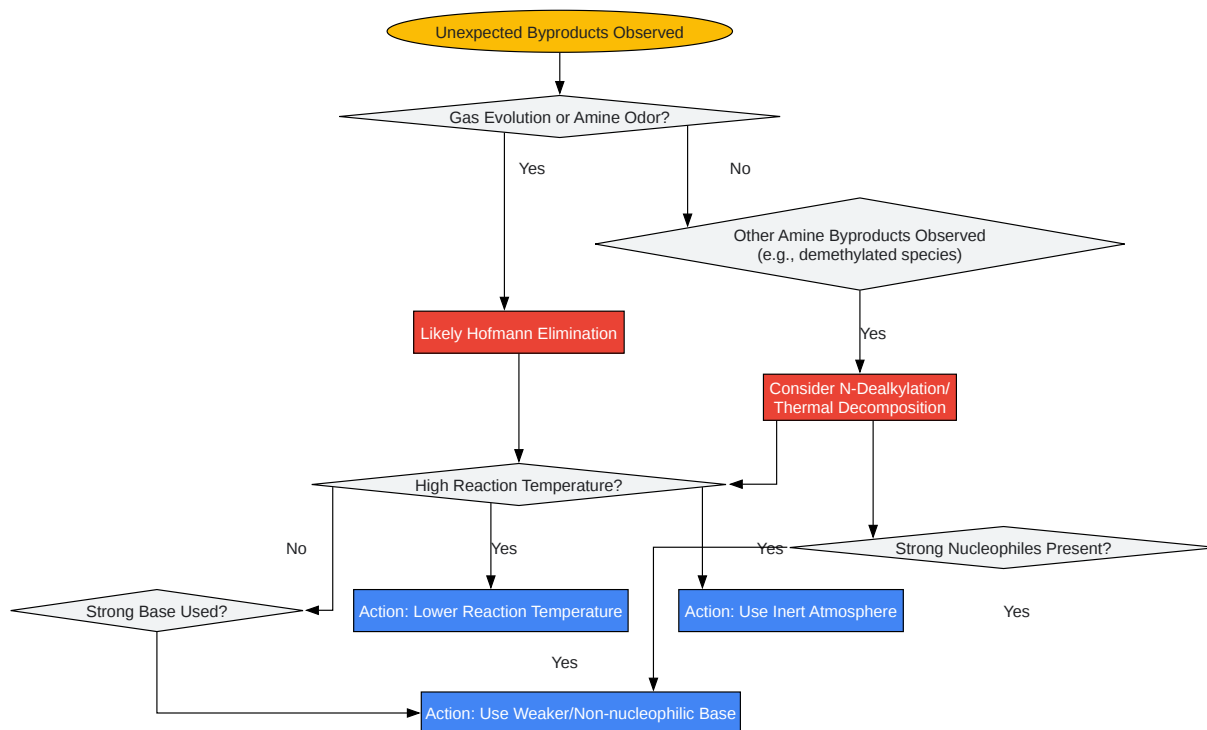 Unexpected Byproducts Observed
Gas Evolution or Amine Odor?
Yes
No
Other Amine Byproducts Observed
(e.g., demethylated species)
Likely Hofmann Elimination
Yes
Consider N-Dealkylation/
Thermal Decomposition
High Reaction Temperature?
No
Yes
Yes
Strong Nucleophiles Present?
Strong Base Used?
Action: Lower Reaction Temperature
Action: Use Inert Atmosphere
Yes
Yes
Action: Use Weaker/Non-nucleophilic Base